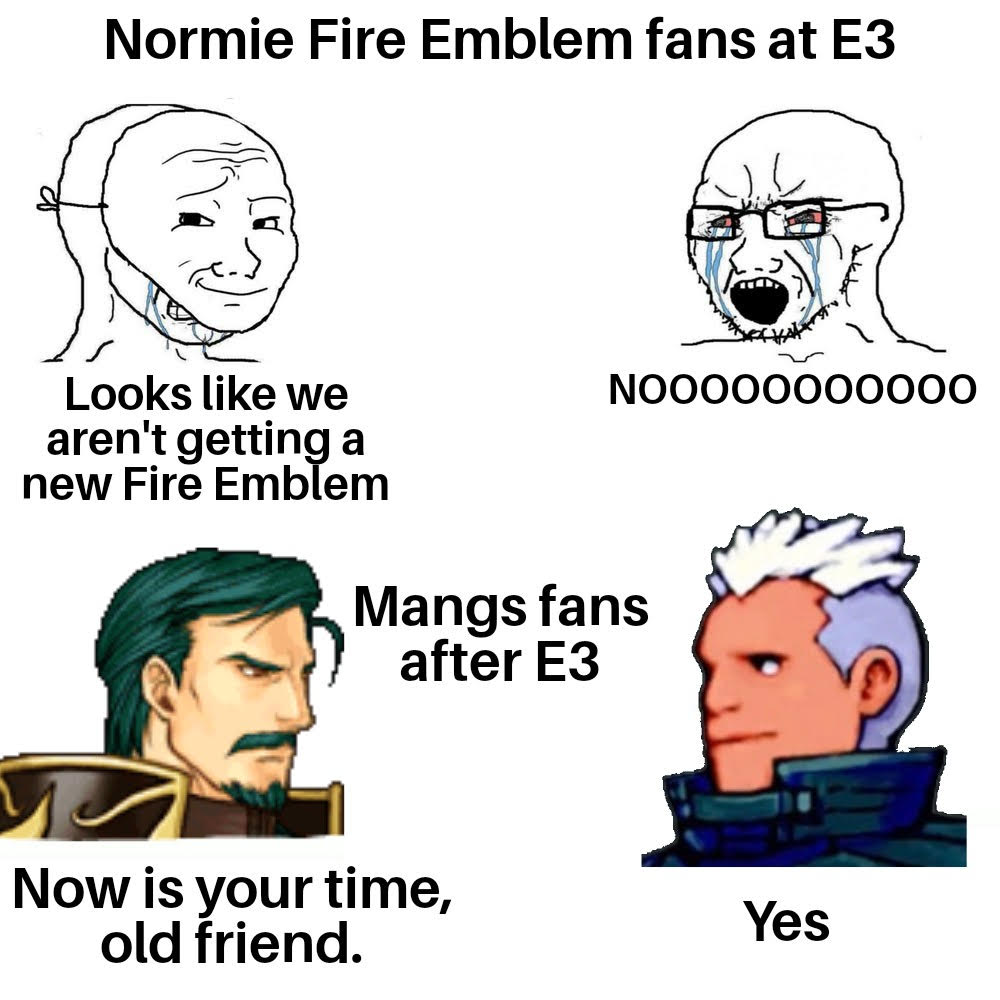 Normie Fire Emblem fans at E3
Looks like we
aren't getting a
new Fire Emblem
NOOOOOOOOOOO
Mangs fans
after E3
Now is your time,
old friend.
Yes